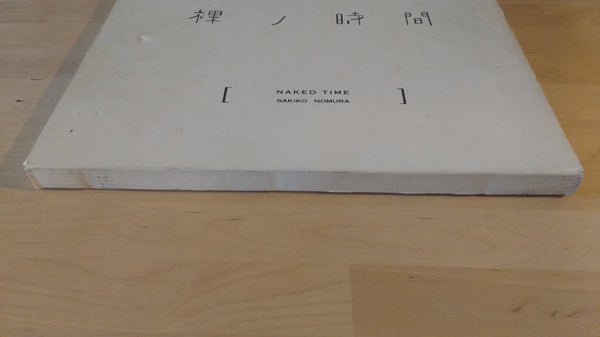 裸ノ時間
[ NAKED TIME ]
SAKIKO NOMURA